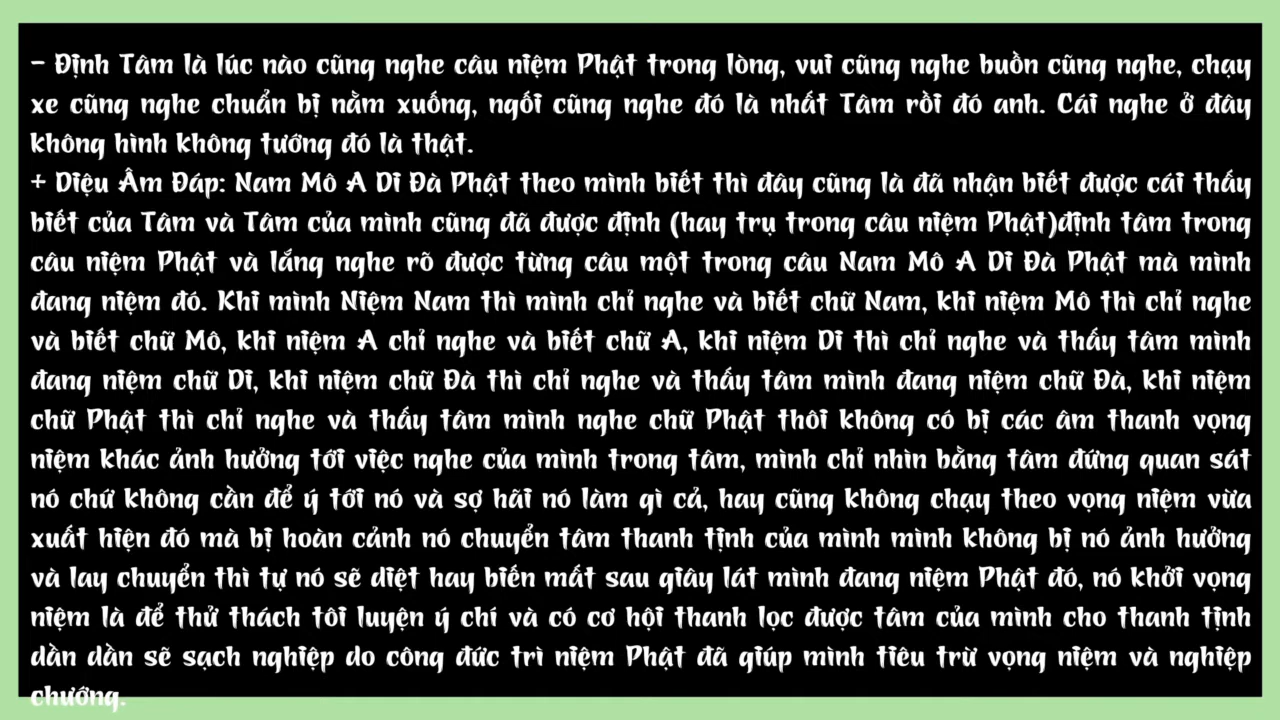 - Định Tâm là lúc nào cũng nghe câu niệm Phật trong lòng, vui cũng nghe buồn cũng nghe, chạy
xe cũng nghe chuẩn bị nằm xuống, ngối cũng nghe đó là nhất Tâm rồi đó anh. Cái nghe ở đây
không hình không tướng đó là thật.
+ Diệu Âm Đáp: Nam Mô A Di Đà Phật theo mình biết thì đây cũng là đã nhận biết được cái thấy
biết của Tâm và Tâm của mình cũng đã được định (hay trụ trong câu niệm Phật)định tâm trong
câu niệm Phật và lắng nghe rõ được từng câu một trong câu Nam Mô A Di Đà Phật mà mình
đang niệm đó. Khi mình Niệm Nam thì mình chỉ nghe và biết chữ Nam, khi niệm Mô thì chỉ nghe
và biết chữ Mô, khi niệm A chỉ nghe và biết chữ A, khi niệm Di thì chỉ nghe và thấy tâm mình
đang niệm chữ Di, khi niệm chữ Đà thì chỉ nghe và thấy tâm mình đang niệm chữ Đà, khi niệm
chữ Phật thì chỉ nghe và thấy tâm mình nghe chữ Phật thôi không có bị các âm thanh vọng
niệm khác ảnh hưởng tới việc nghe của mình trong tâm, mình chỉ nhìn bằng tâm đứng quan sát
nó chứ không cần để ý tới nó và sợ hãi nó làm gì cả, hay cũng không chạy theo vọng niệm vừa
xuất hiện đó mà bị hoàn cảnh nó chuyển tâm thanh tịnh của mình mình không bị nó ảnh hưởng
và lay chuyển thì tự nó sẽ diệt hay biến mất sau giây lát mình đang niệm Phật đó, nó khởi vọng
niệm là để thử thách tôi luyện ý chí và có cơ hội thanh lọc được tâm của mình cho thanh tịnh
dần dần sẽ sạch nghiệp do công đức trì niệm Phật đã giúp mình tiêu trừ vọng niệm và nghiệp
chướng.